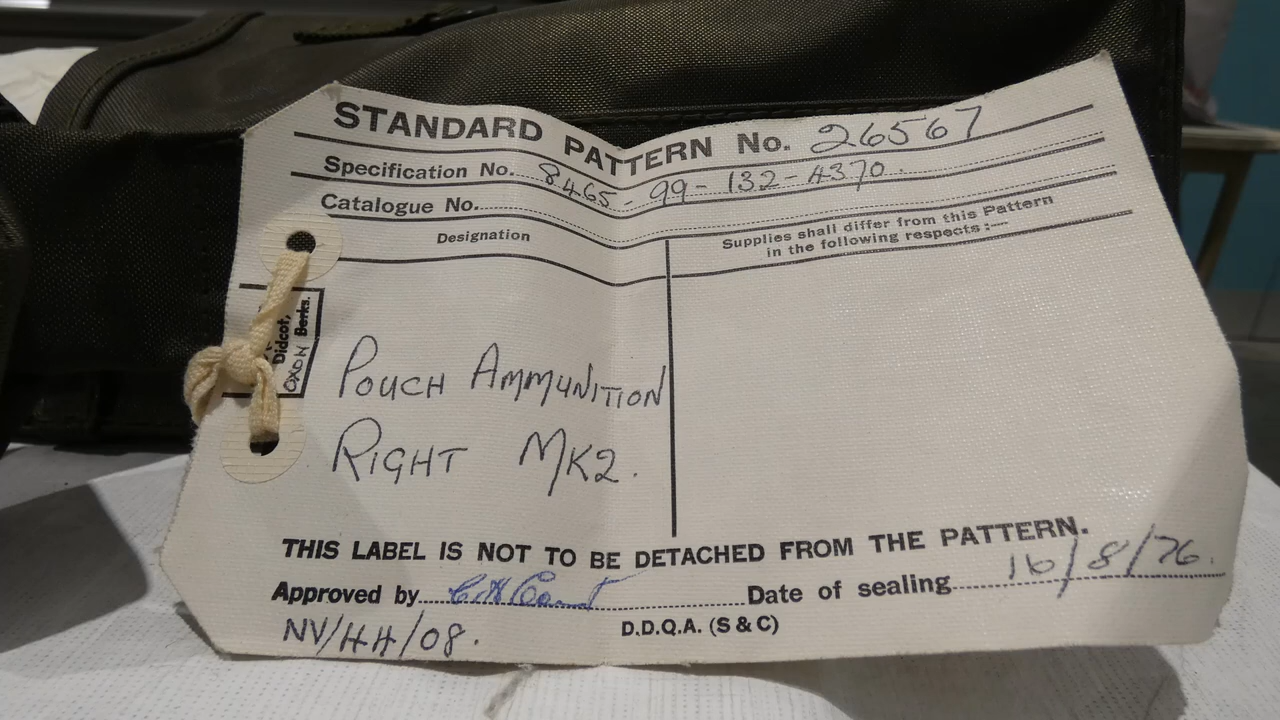 STANDARD PATTERN No. 26567
Specification No. 8465-99-132-4370.
Catalogue No.
Designation
Supplies shall differ from this Pattern
in the following respects:—
Didcot,
OXON Berks.
POUCH AMMUNITION
RIGHT MK2.
THIS LABEL IS NOT TO BE DETACHED FROM THE PATTERN.
Approved by Date of sealing 16/8/76.
NV/HH/08.
D.D.Q.A. (S & C)